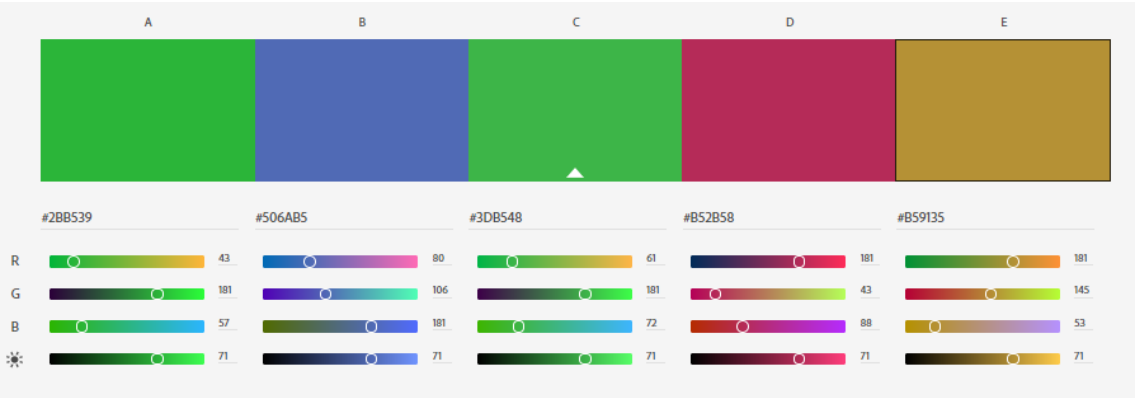 A B C D E
#2BB539 #506AB5 #3DB548 #B52B58 #B59135
R 43 80 61 181 181
G 181 106 181 43 145
B 57 181 72 88 53
71 71 71 71 71